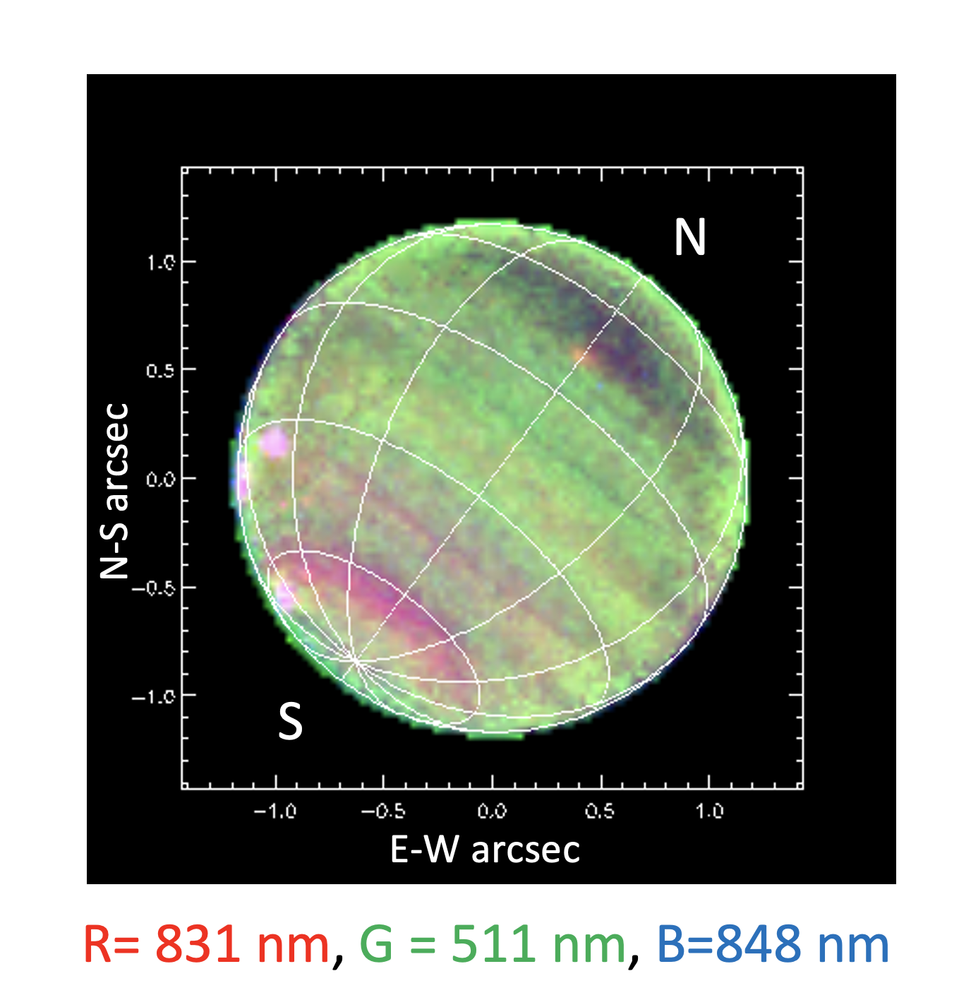 N
1.0
0.5
0.0
−0.5
−1.0
N-S arcsec
S
−1.0 −0.5 0.0 0.5 1.0
E-W arcsec
R= 831 nm, G = 511 nm, B=848 nm